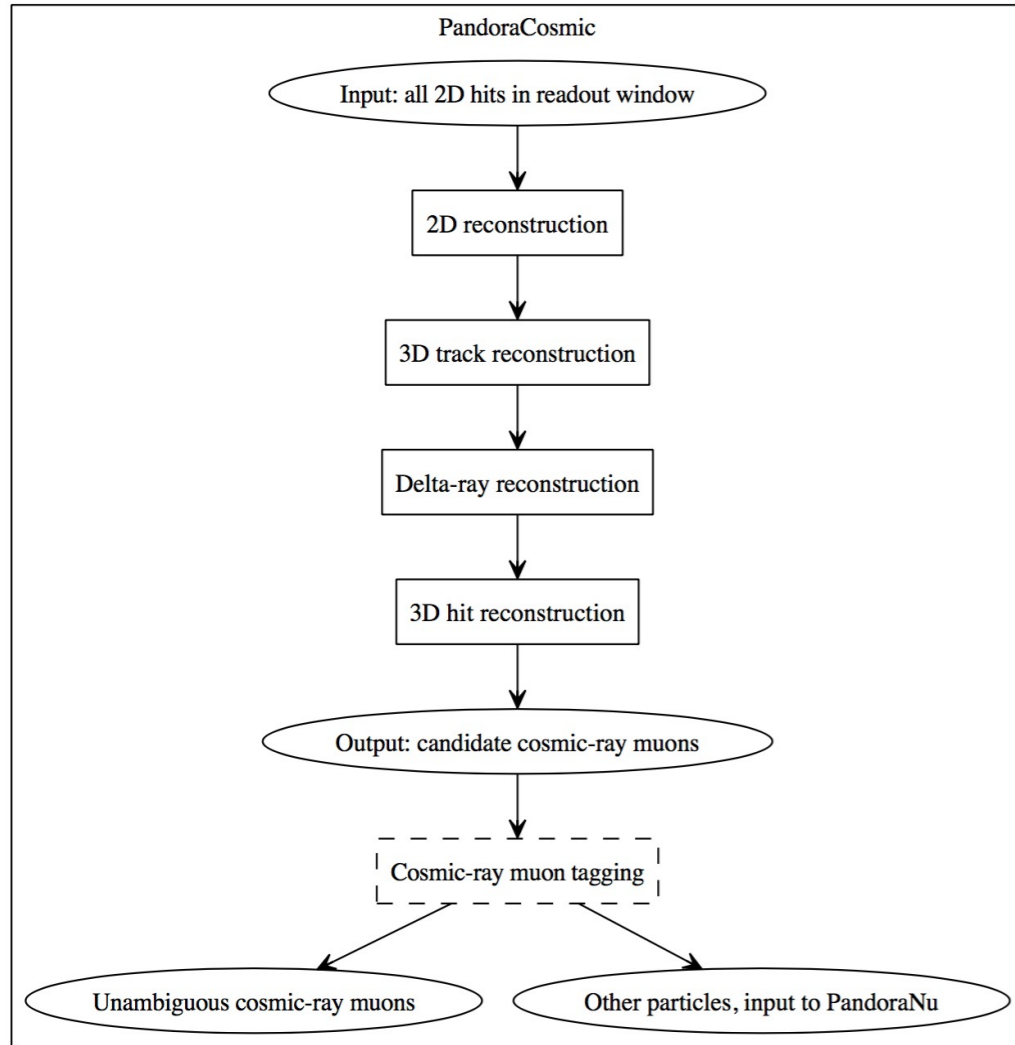 PandoraCosmic
Input: all 2D hits in readout window
2D reconstruction
3D track reconstruction
Delta-ray reconstruction
3D hit reconstruction
Output: candidate cosmic-ray muons
Cosmic-ray muon tagging
Unambiguous cosmic-ray muons
Other particles, input to PandoraNu